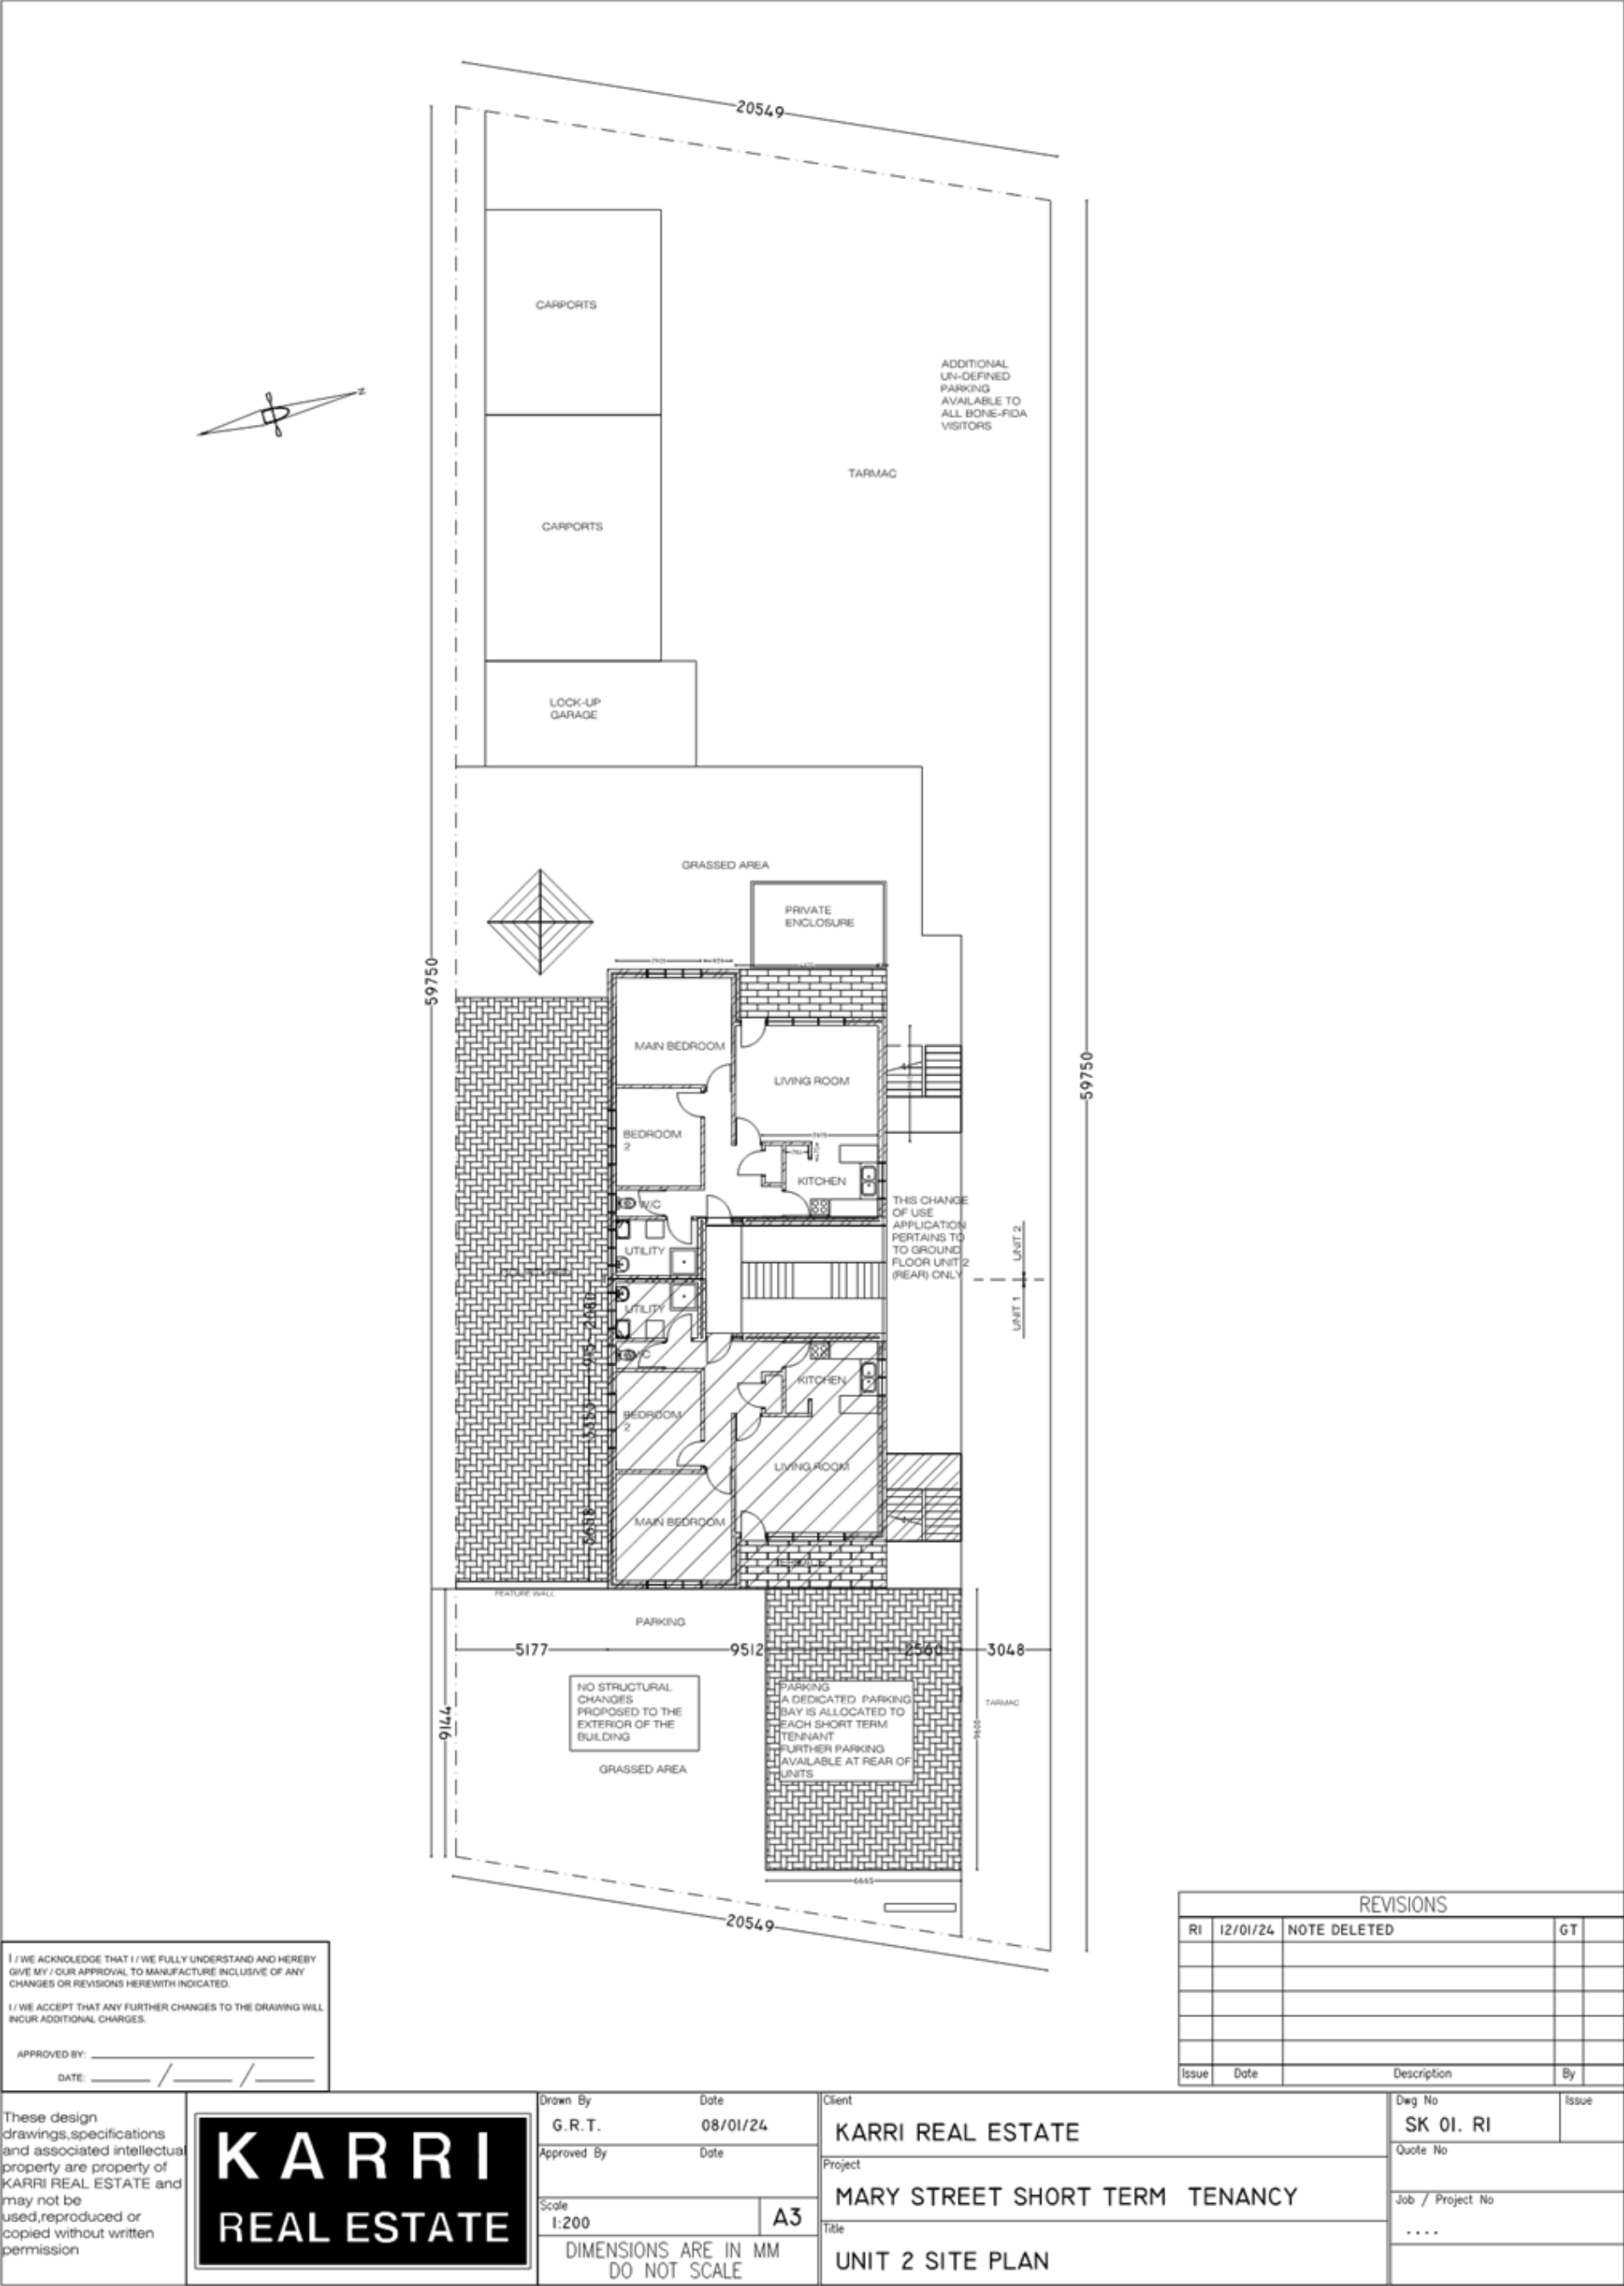 20549
CARPORTS
N
ADDITIONAL
UN-DEFINED
PARKING
AVAILABLE TO
ALL BONE-FIDA
VISITORS
TARMAC
CARPORTS
LOCK-UP
GARAGE
GRASSED AREA
PRIVATE
ENCLOSURE
59750
59750
MAIN BEDROOM
LIVING ROOM
BEDROOM
2
KITCHEN
W/C
UTILITY
THIS CHANGE
OF USE
APPLICATION
PERTAINS TO
TO GROUND
FLOOR UNIT 2
(REAR) ONLY
UNIT 2
UNIT 1
UTILITY
KITCHEN
BEDROOM
2
LIVING ROOM
MAIN BEDROOM
FEATURE WALL
PARKING
5177
9512
2560
3048
9144
NO STRUCTURAL
CHANGES
PROPOSED TO THE
EXTERIOR OF THE
BUILDING
GRASSED AREA
PARKING
A DEDICATED PARKING
BAY IS ALLOCATED TO
EACH SHORT TERM
TENNANT
FURTHER PARKING
AVAILABLE AT REAR OF
UNITS
TARMAC
9600
6665
20549
REVISIONS
R1 12/01/24 NOTE DELETED GT
Issue Date Description By
I / WE ACKNOLEDGE THAT I / WE FULLY UNDERSTAND AND HEREBY
GIVE MY / OUR APPROVAL TO MANUFACTURE INCLUSIVE OF ANY
CHANGES OR REVISIONS HEREWITH INDICATED.
I / WE ACCEPT THAT ANY FURTHER CHANGES TO THE DRAWING WILL
INCUR ADDITIONAL CHARGES.
APPROVED BY:
DATE: / /
These design
drawings,specifications
and associated intellectual
property are property of
KARRI REAL ESTATE and
may not be
used,reproduced or
copied without written
permission
KARRI
REAL ESTATE
Drawn By Date
G.R.T. 08/01/24
Approved By Date
Scale
1:200
A3
DIMENSIONS ARE IN MM
DO NOT SCALE
Client
KARRI REAL ESTATE
Project
MARY STREET SHORT TERM TENANCY
Title
UNIT 2 SITE PLAN
Dwg No
SK 01. R1
Issue
Quote No
Job / Project No
....